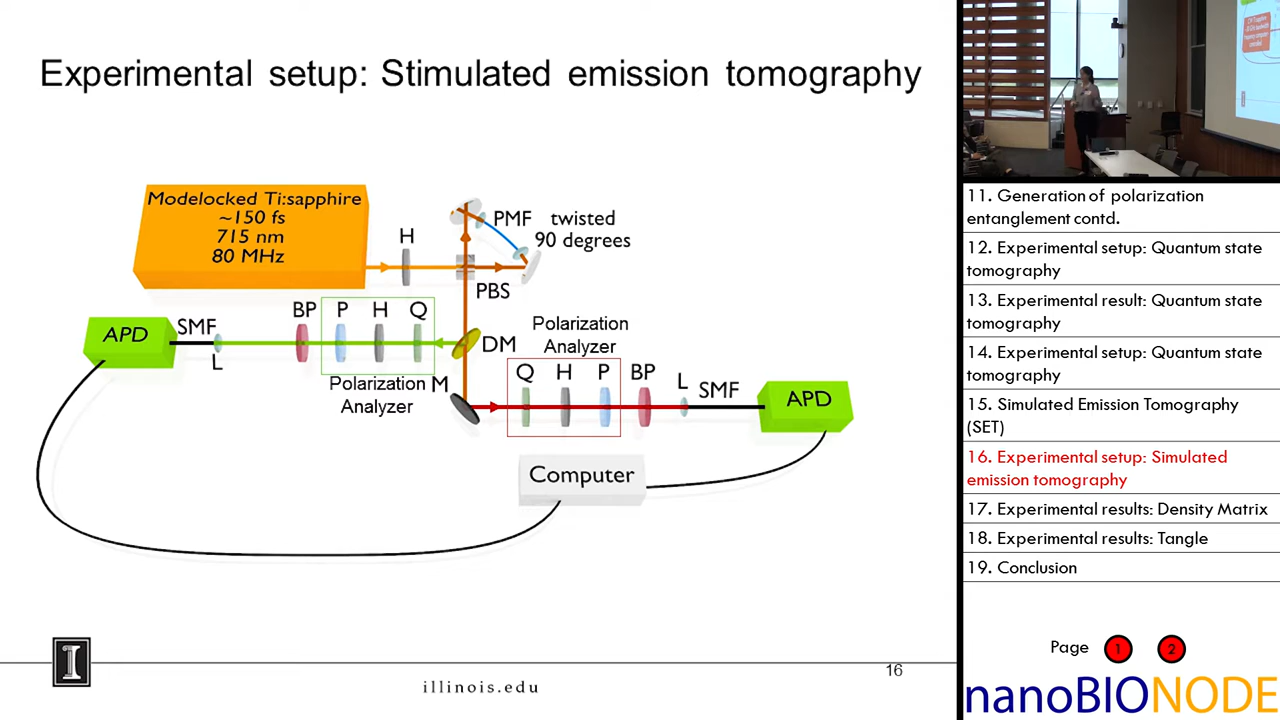 Experimental setup: Stimulated emission tomography
Modelocked Ti:sapphire
~150 fs
715 nm
80 MHz
H
PMF twisted
90 degrees
PBS
APD
SMF
L
BP
P
H
Q
DM
Polarization
Analyzer
Polarization
Analyzer
M
Q
H
P
BP
L
SMF
APD
Computer
illinois.edu
16
11. Generation of polarization
entanglement contd.
12. Experimental setup: Quantum state
tomography
13. Experimental result: Quantum state
tomography
14. Experimental setup: Quantum state
tomography
15. Simulated Emission Tomography
(SET)
16. Experimental setup: Simulated
emission tomography
17. Experimental results: Density Matrix
18. Experimental results: Tangle
19. Conclusion
Page 1 2
nanoBIONODE